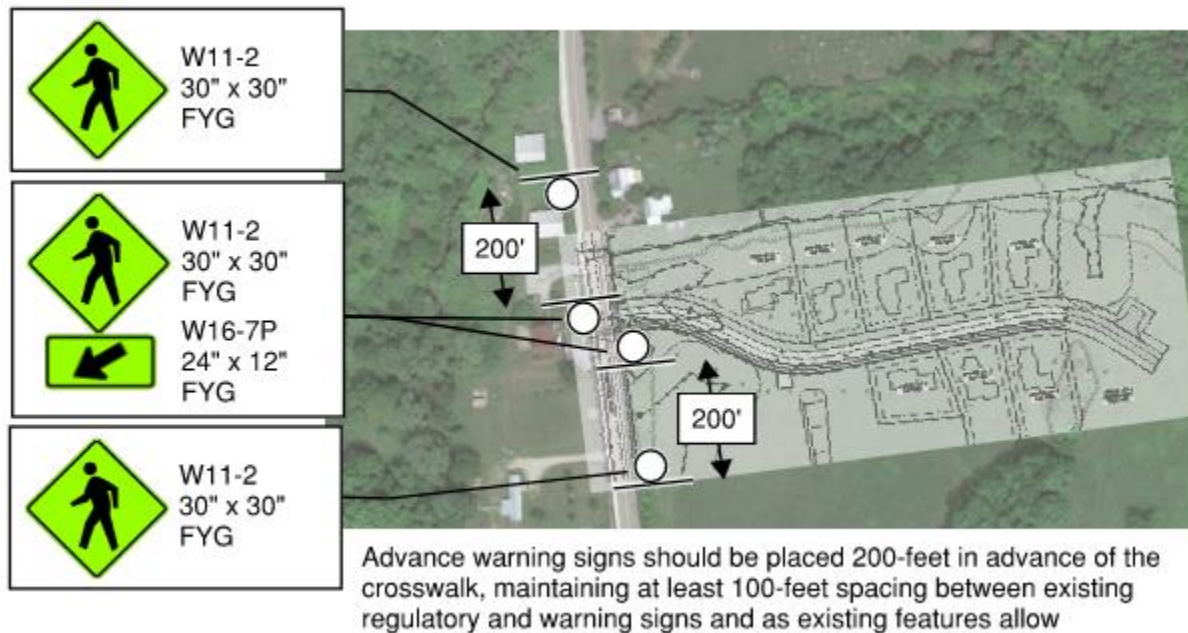 W11-2
30" x 30"
FYG
W11-2
30" x 30"
FYG
W16-7P
24" x 12"
FYG
W11-2
30" x 30"
FYG
200'
200'
Advance warning signs should be placed 200-feet in advance of the
crosswalk, maintaining at least 100-feet spacing between existing
regulatory and warning signs and as existing features allow